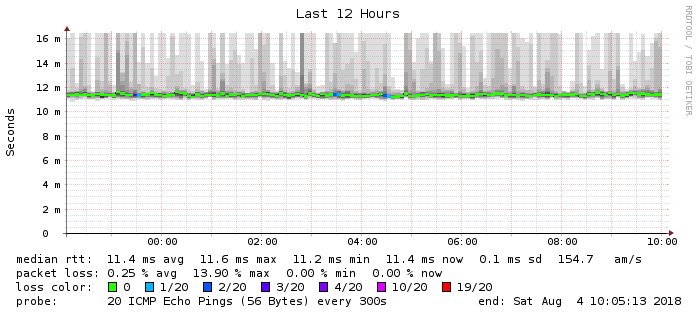 Last 12 Hours
RRDTOOL / TOBI OETIKER
Seconds
16 m
14 m
12 m
10 m
8 m
6 m
4 m
2 m
0
00:00 02:00 04:00 06:00 08:00 10:00
median rtt: 11.4 ms avg 11.6 ms max 11.2 ms min 11.4 ms now 0.1 ms sd 154.7 am/s
packet loss: 0.25 % avg 13.90 % max 0.00 % min 0.00 % now
loss color: 0 1/20 2/20 3/20 4/20 10/20 19/20
probe: 20 ICMP Echo Pings (56 Bytes) every 300s end: Sat Aug 4 10:05:13 2018